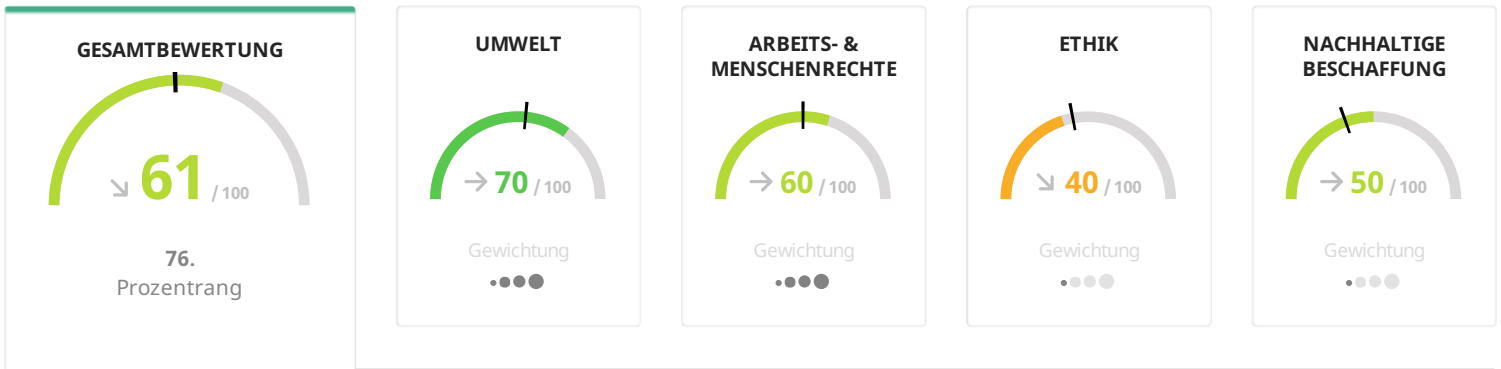 GESAMTBEWERTUNG
61 / 100
76.
Prozentrang
UMWELT
70 / 100
Gewichtung
ARBEITS- &
MENSCHENRECHTE
60 / 100
Gewichtung
ETHIK
40 / 100
Gewichtung
NACHHALTIGE
BESCHAFFUNG
50 / 100
Gewichtung